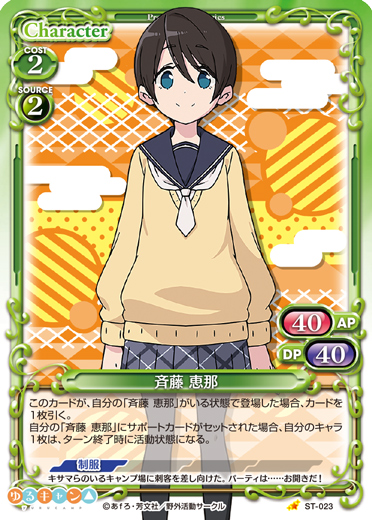 Character
COST
2
SOURCE
2
40 AP
DP 40
斉藤 恵那
このカードが、自分の「斉藤 恵那」がいる状態で登場した場合、カードを
1枚引く。
自分の「斉藤 恵那」にサポートカードがセットされた場合、自分のキャラ
1枚は、ターン終了時に活動状態になる。
制服
キサマらのいるキャンプ場に刺客を差し向けた、パーティは……お開きだ!
ゆるキャン
ST-023
©あfろ・芳文社/野外活動サークル